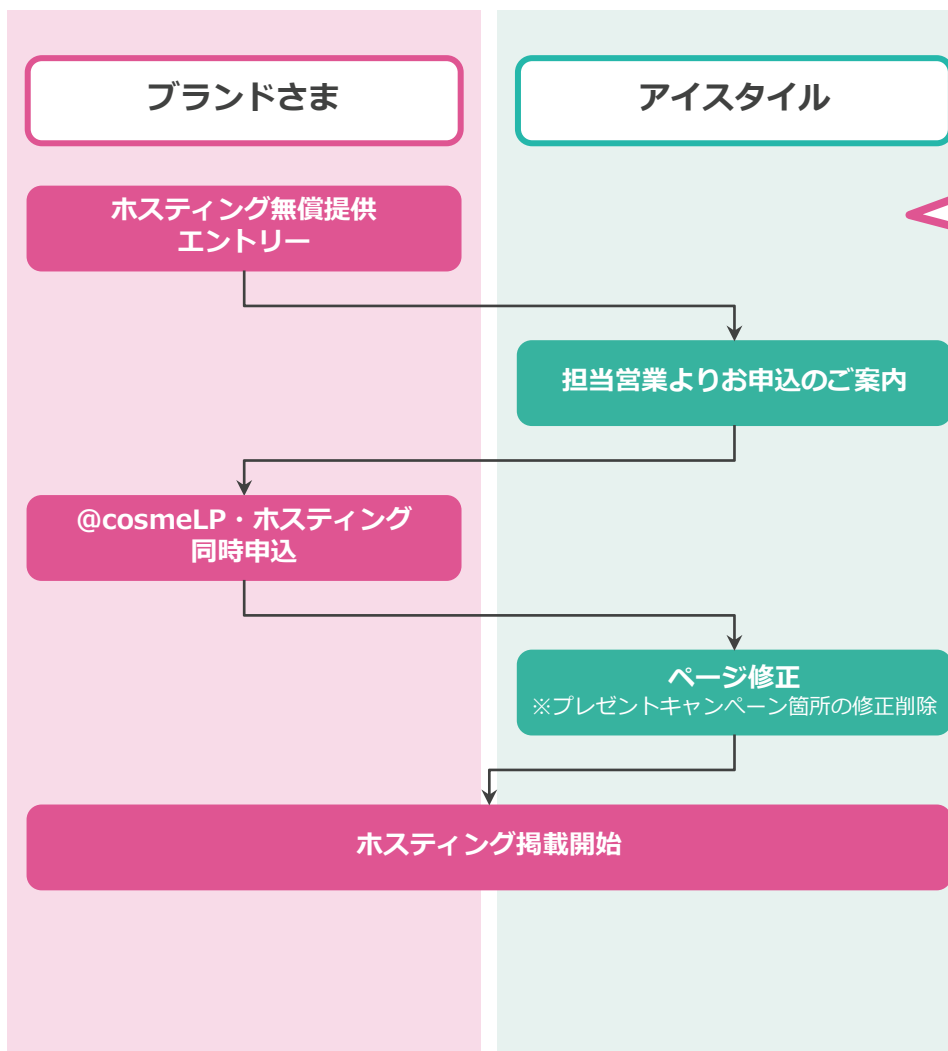 ブランドさま
アイスタイル
ホスティング無償提供
エントリー
担当営業よりお申込のご案内
@cosmeLP・ホスティング
同時申込
ページ修正
※プレゼントキャンペーン箇所の修正削除
ホスティング掲載開始